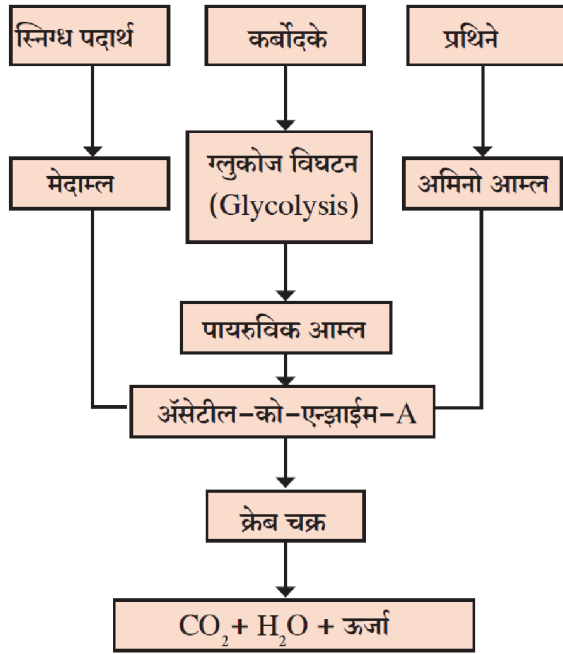 स्निग्ध पदार्थ
कर्बोदके
प्रथिने
मेदाम्ल
ग्लुकोज विघटन
(Glycolysis)
अमिनो आम्ल
पायरुविक आम्ल
ॲसेटील-को-एन्झाईम-A
क्रेब चक्र
CO₂+ H₂O + ऊर्जा